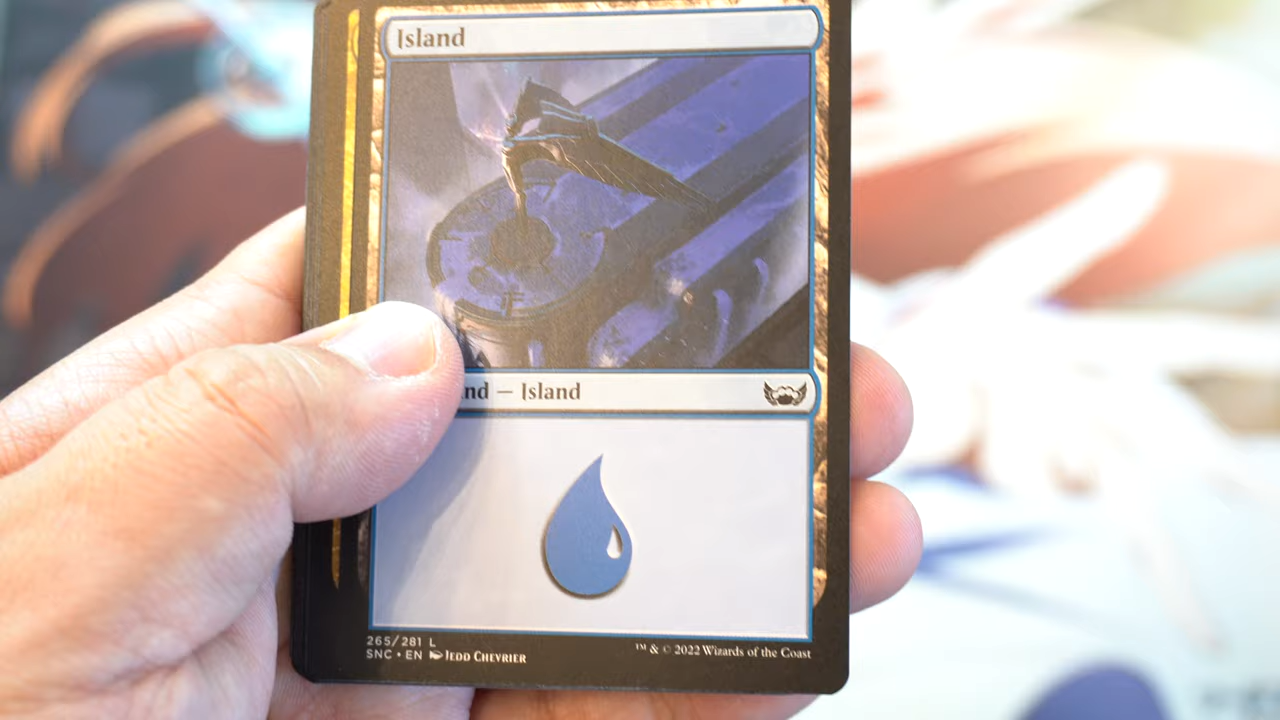 Island
nd — Island
265/281 L
SNC • EN Jedd Chevrier
™ & © 2022 Wizards of the Coast